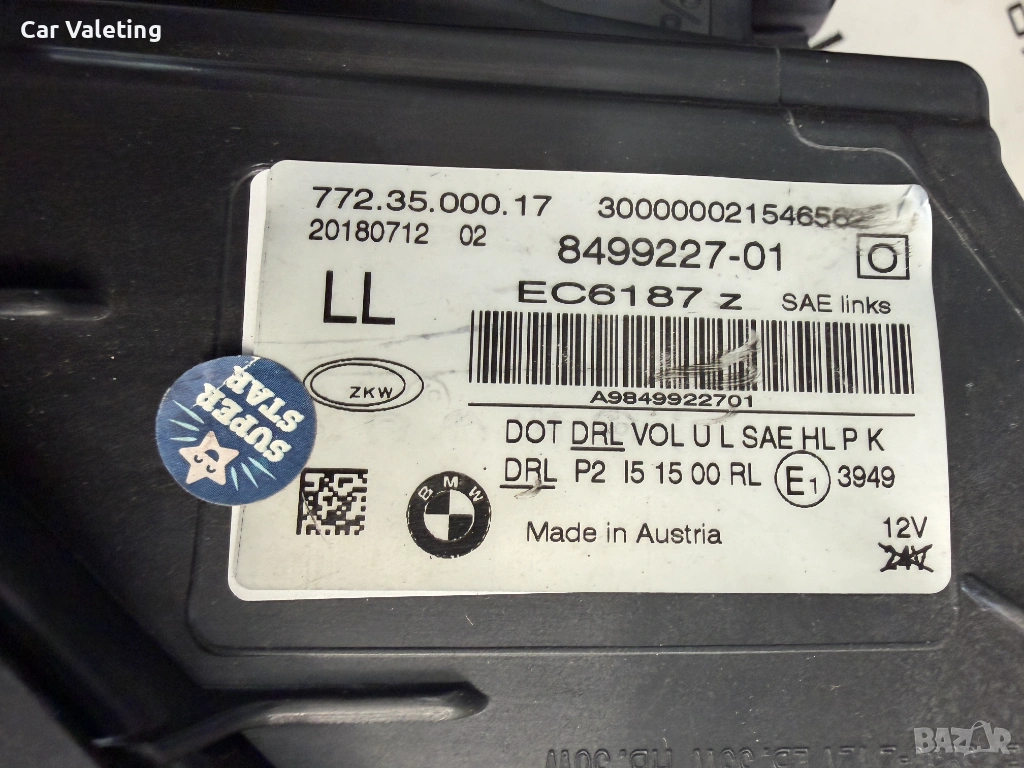 Car Valeting
772.35.000.17 30000002154656
20180712 02 8499227-01 O
LL EC6187 z SAE links
ZKW
A9849922701
SUPER
STAR
DOT DRL VOL U L SAE HL P K
DRL P2 I5 15 00 RL E1 3949
BMW
Made in Austria
12V
24V
BAZAR